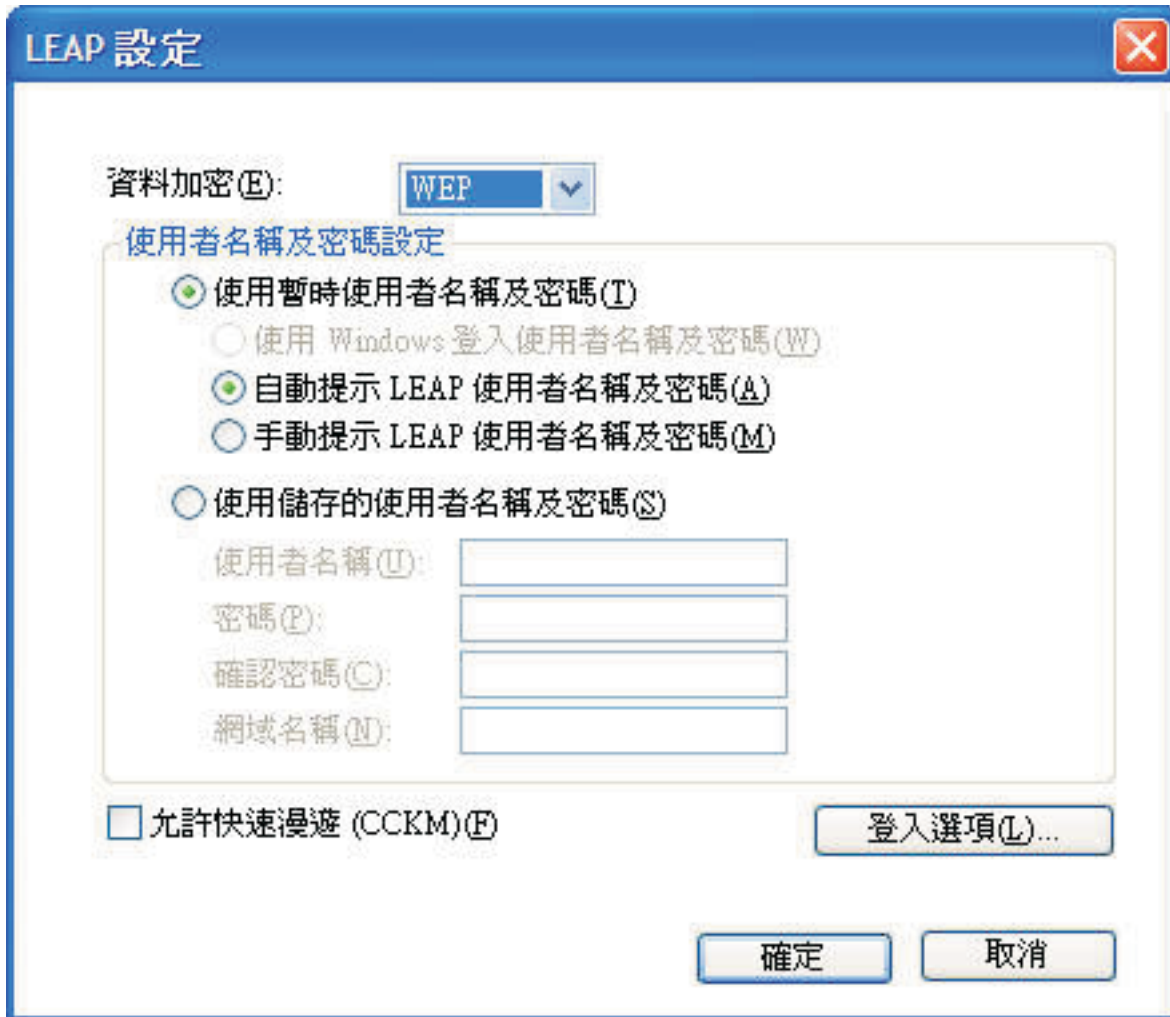 LEAP 設定
資料加密(E): WEP
使用者名稱及密碼設定
使用暫時使用者名稱及密碼(T)
使用 Windows 登入使用者名稱及密碼(W)
自動提示 LEAP 使用者名稱及密碼(A)
手動提示 LEAP 使用者名稱及密碼(M)
使用儲存的使用者名稱及密碼(S)
使用者名稱(U):
密碼(P):
確認密碼(C):
網域名稱(N):
允許快速漫遊 (CCKM)(F) 登入選項(L)...
確定 取消